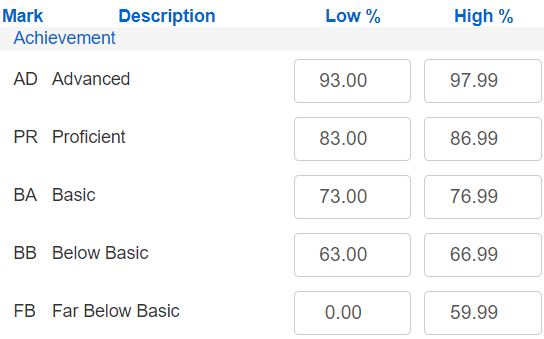 Mark Description Low % High %
Achievement
AD Advanced 93.00 97.99
PR Proficient 83.00 86.99
BA Basic 73.00 76.99
BB Below Basic 63.00 66.99
FB Far Below Basic 0.00 59.99